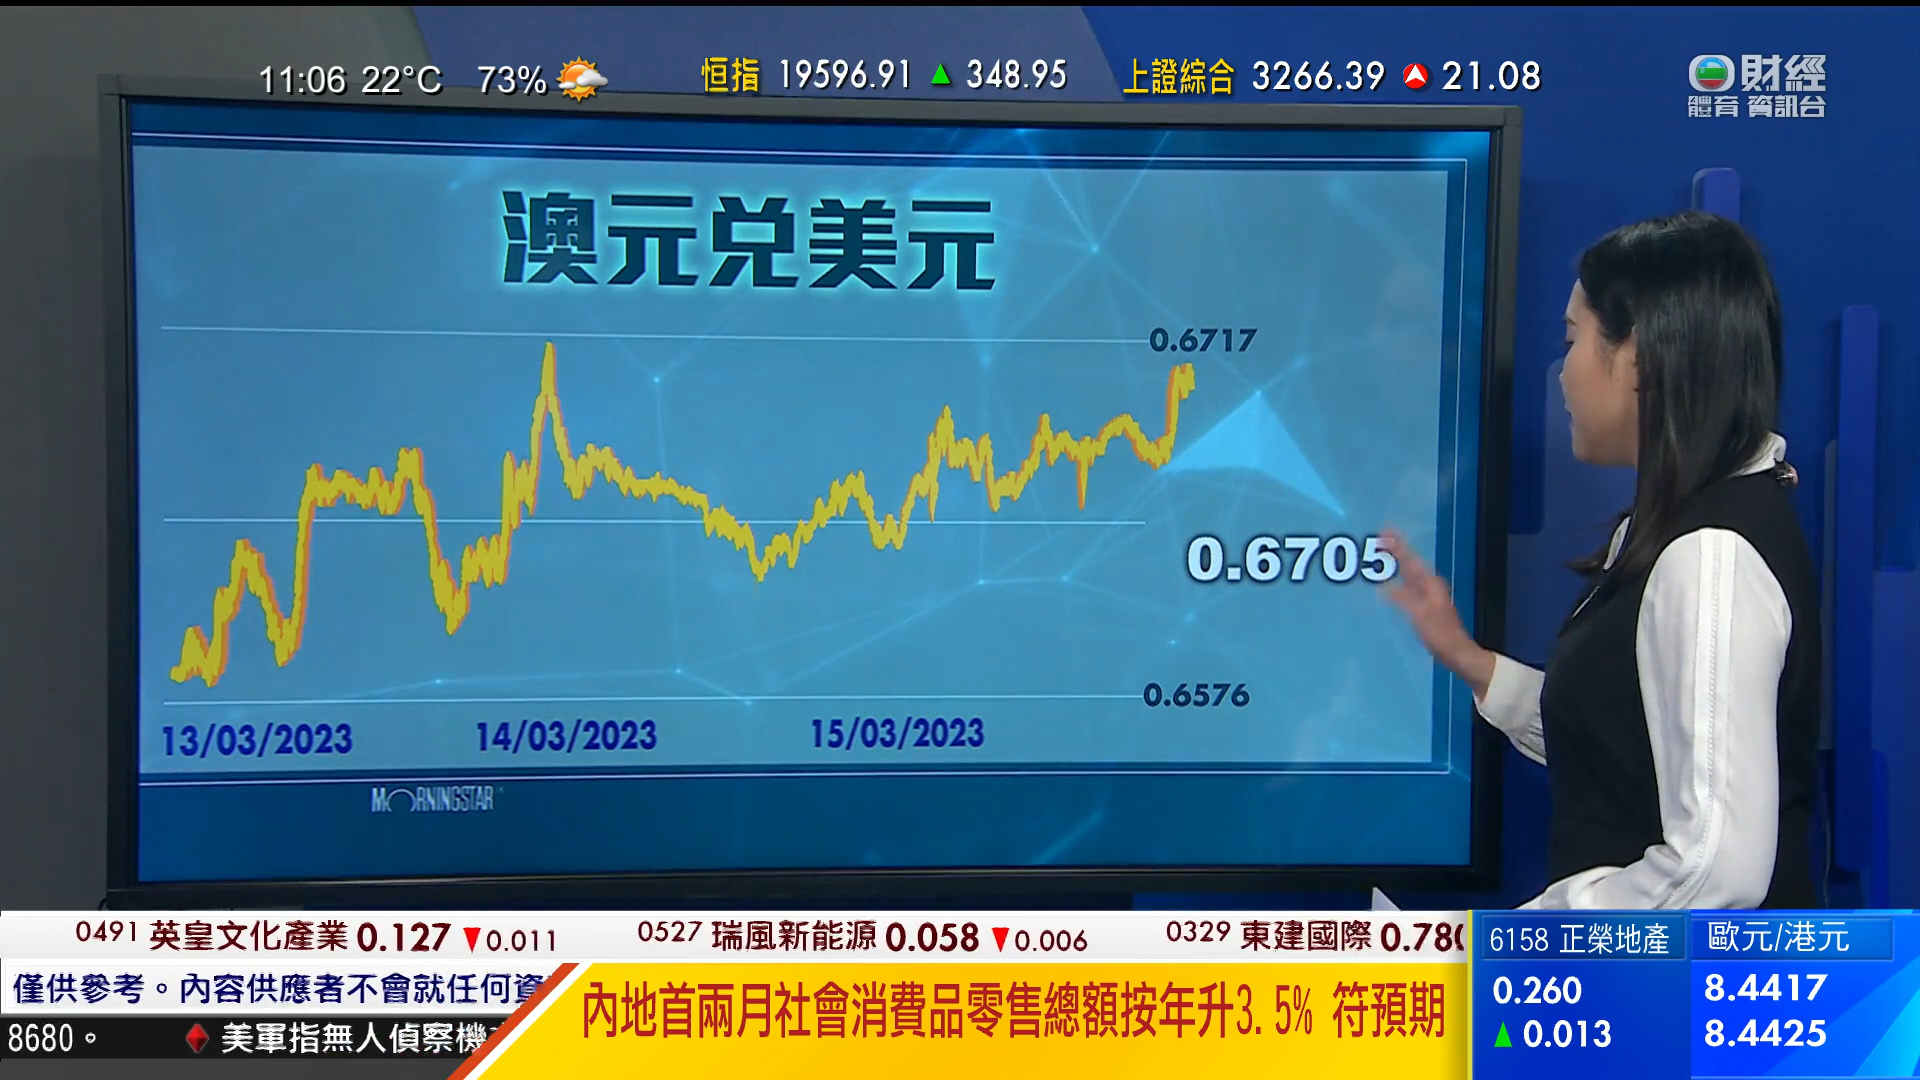 11:06 22°C 73%
恒指 19596.91 ▲ 348.95
上證綜合 3266.39 21.08
財經
體育 資訊台
澳元兌美元
0.6717
0.6705
0.6576
13/03/2023 14/03/2023 15/03/2023
MORNINGSTAR
0491 英皇文化產業 0.127 ▼ 0.011
0527 瑞風新能源 0.058 ▼ 0.006
0329 東建國際 0.780
僅供參考。內容供應者不會就任何資
8680。
美軍指無人偵察機
內地首兩月社會消費品零售總額按年升3.5% 符預期
6158 正榮地產
0.260
▲ 0.013
歐元/港元
8.4417
8.4425